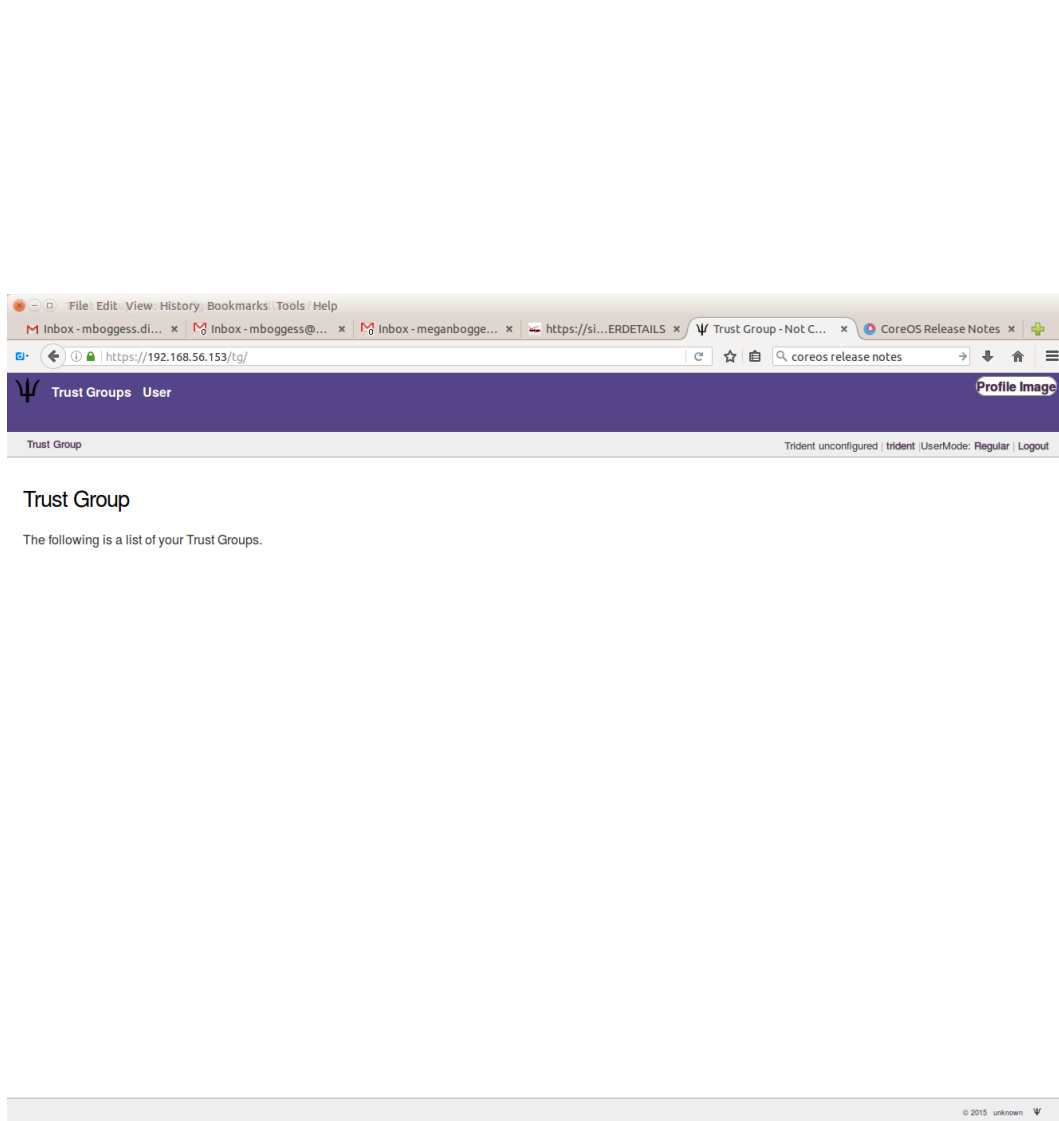 File Edit View History Bookmarks Tools Help
Inbox - mboggess.di... Inbox - mboggess@... Inbox - meganbogge... https://si...ERDETAILS Trust Group - Not C... CoreOS Release Notes
https://192.168.56.153/tg/ coreos release notes
Trust Groups User Profile Image
Trust Group Trident unconfigured | trident |UserMode: Regular | Logout
Trust Group
The following is a list of your Trust Groups.
© 2015 unknown